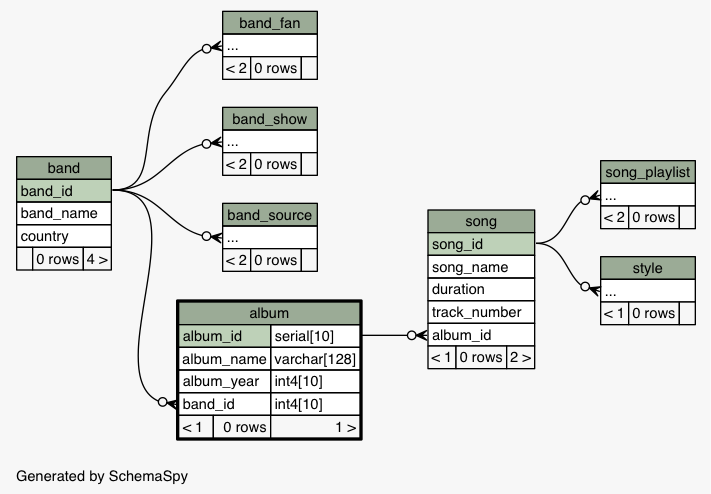 band_fan
...
< 2 0 rows
band_show
...
< 2 0 rows
band
band_id
band_name
country
0 rows 4 >
band_source
...
< 2 0 rows
song_playlist
...
< 2 0 rows
song
song_id
song_name
duration
track_number
album_id
< 1 0 rows 2 >
style
...
< 1 0 rows
album
album_id serial[10]
album_name varchar[128]
album_year int4[10]
band_id int4[10]
< 1 0 rows 1 >
Generated by SchemaSpy